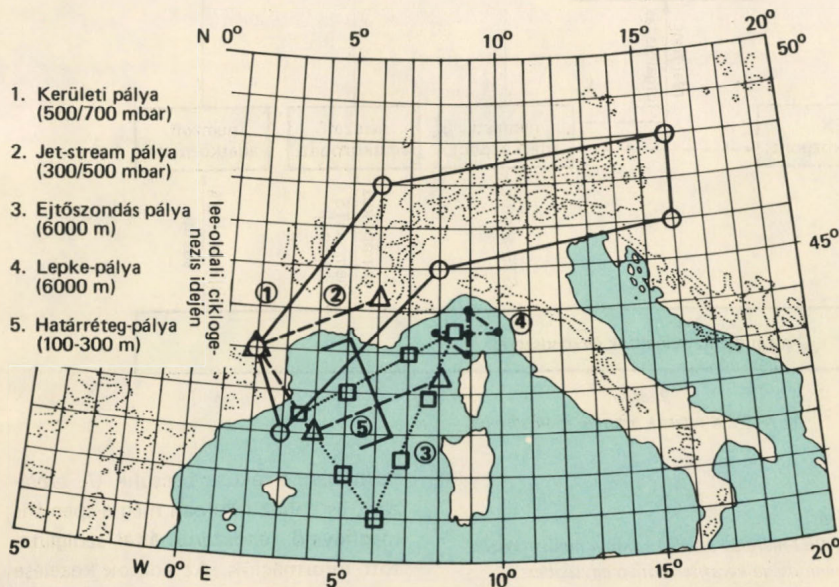 N 0° 5° 10° 15° 20°
50°
1. Kerületi pálya
(500/700 mbar)
2. Jet-stream pálya
(300/500 mbar)
3. Ejtőszondás pálya
(6000 m)
4. Lepke-pálya
(6000 m)
5. Határréteg-pálya
(100-300 m)
lee-oldali cikloge-
nezis idején
45°
① ② ④
⑤ ③
5° W 0° E 5° 10° 15° 20°